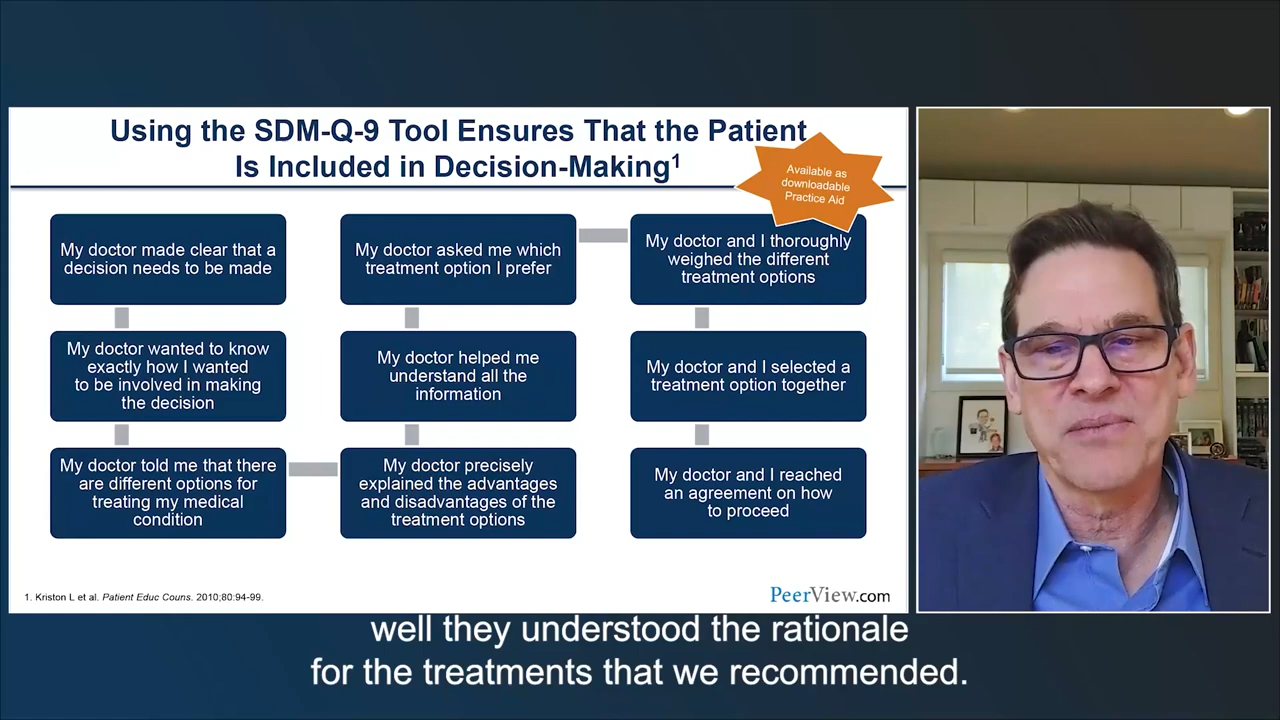 Using the SDM-Q-9 Tool Ensures That the Patient
Is Included in Decision-Making1
Available as
downloadable
Practice Aid
My doctor made clear that a
decision needs to be made
My doctor wanted to know
exactly how I wanted
to be involved in making
the decision
My doctor told me that there
are different options for
treating my medical
condition
My doctor precisely
explained the advantages
and disadvantages of the
treatment options
My doctor helped me
understand all the
information
My doctor asked me which
treatment option I prefer
My doctor and I thoroughly
weighed the different
treatment options
My doctor and I selected a
treatment option together
My doctor and I reached
an agreement on how
to proceed
1. Kriston L et al. Patient Educ Couns. 2010;80:94-99.
PeerView.com
well they understood the rationale
for the treatments that we recommended.